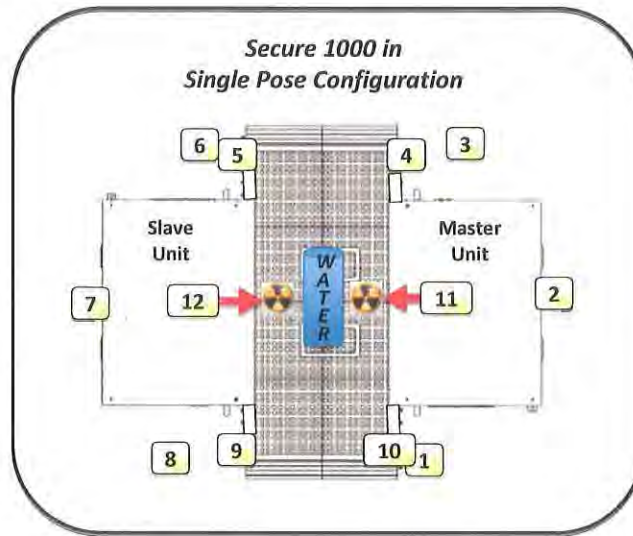 Secure 1000 in
Single Pose Configuration
6
5
4
3
Slave
Unit
Master
Unit
WATER
7
12
11
2
8
9
10
1